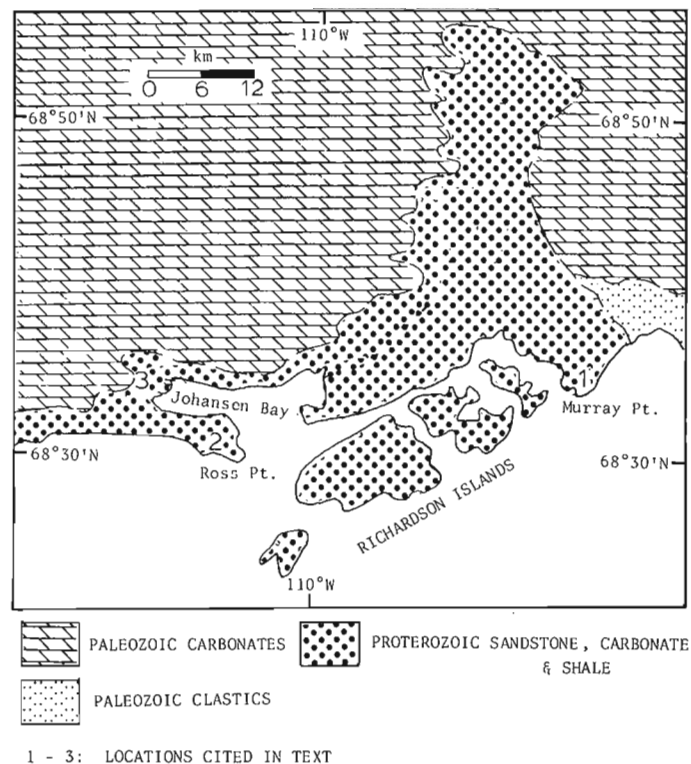 110°W
km
0 6 12
68°50'N
68°50'N
3
1
Johansen Bay
Murray Pt.
2
68°30'N
Ross Pt.
68°30'N
RICHARDSON ISLANDS
110°W
PALEOZOIC CARBONATES
PROTEROZOIC SANDSTONE, CARBONATE
& SHALE
PALEOZOIC CLASTICS
1 - 3: LOCATIONS CITED IN TEXT